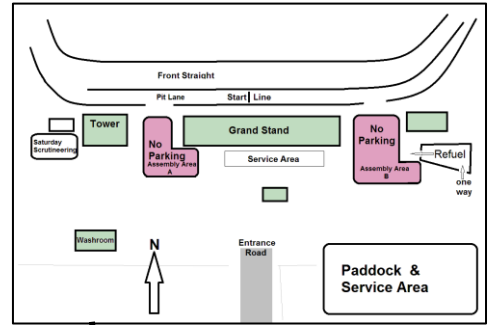 Front Straight
Pit Lane
Start Line
Tower
Grand Stand
No
Parking
Assembly Area
A
No
Parking
Assembly Area
B
Saturday
Scrutineering
Service Area
Refuel
one
way
Washroom
N
Entrance
Road
Paddock &
Service Area